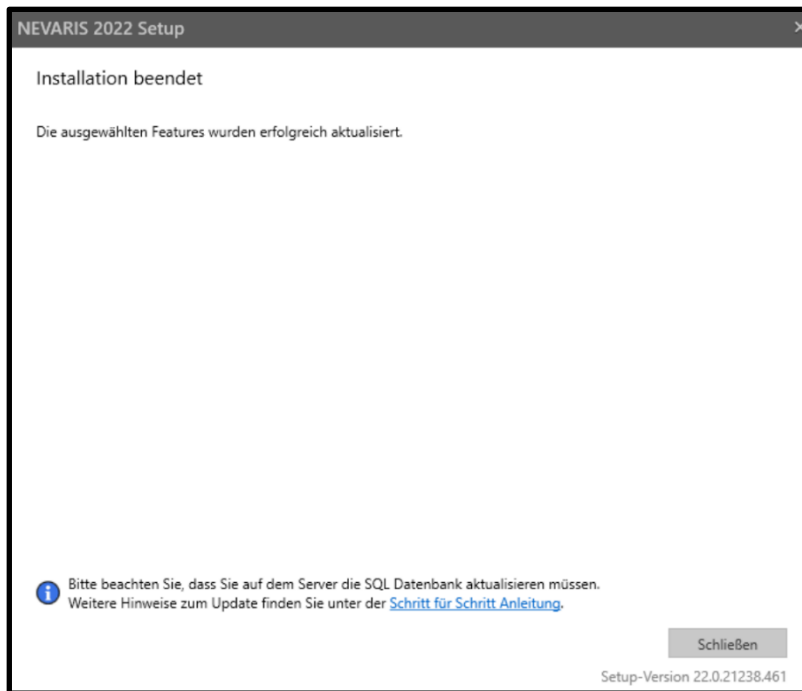 NEVARIS 2022 Setup
Installation beendet
Die ausgewählten Features wurden erfolgreich aktualisiert.
Bitte beachten Sie, dass Sie auf dem Server die SQL Datenbank aktualisieren müssen.
Weitere Hinweise zum Update finden Sie unter der Schritt für Schritt Anleitung.
Schließen
Setup-Version 22.0.21238.461